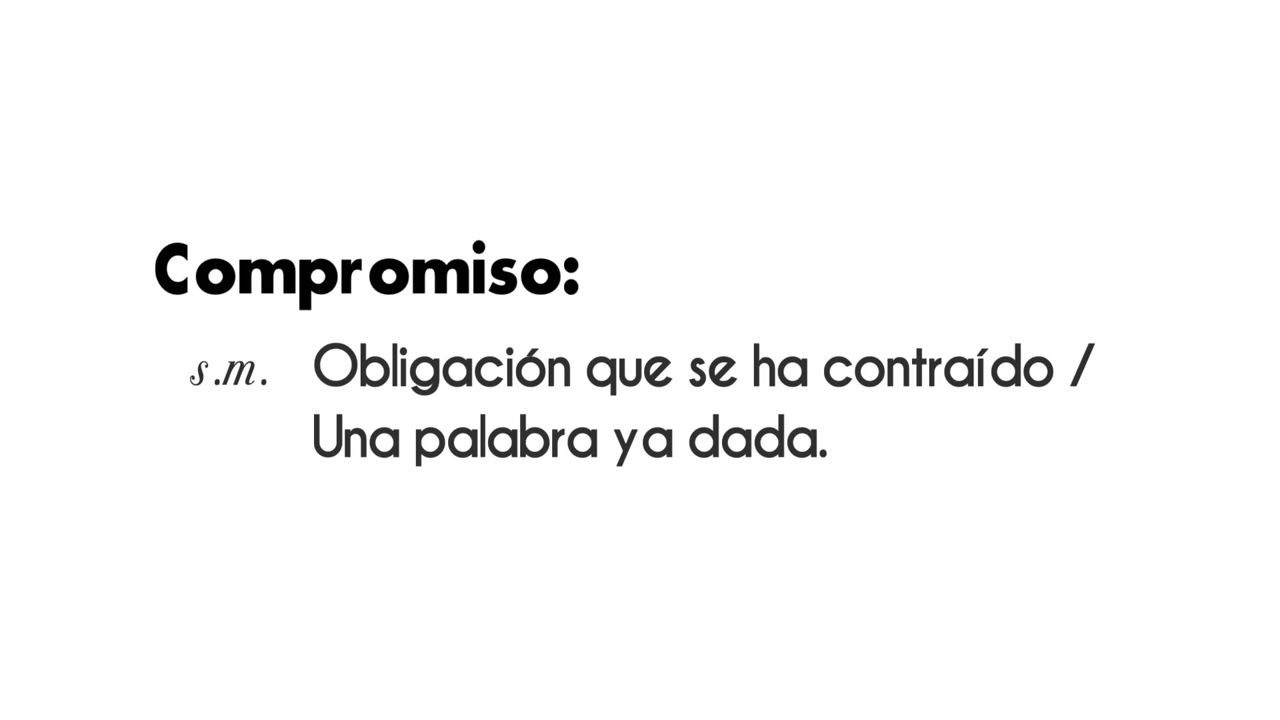 Compromiso:
s.m. Obligación que se ha contraído /
Una palabra ya dada.